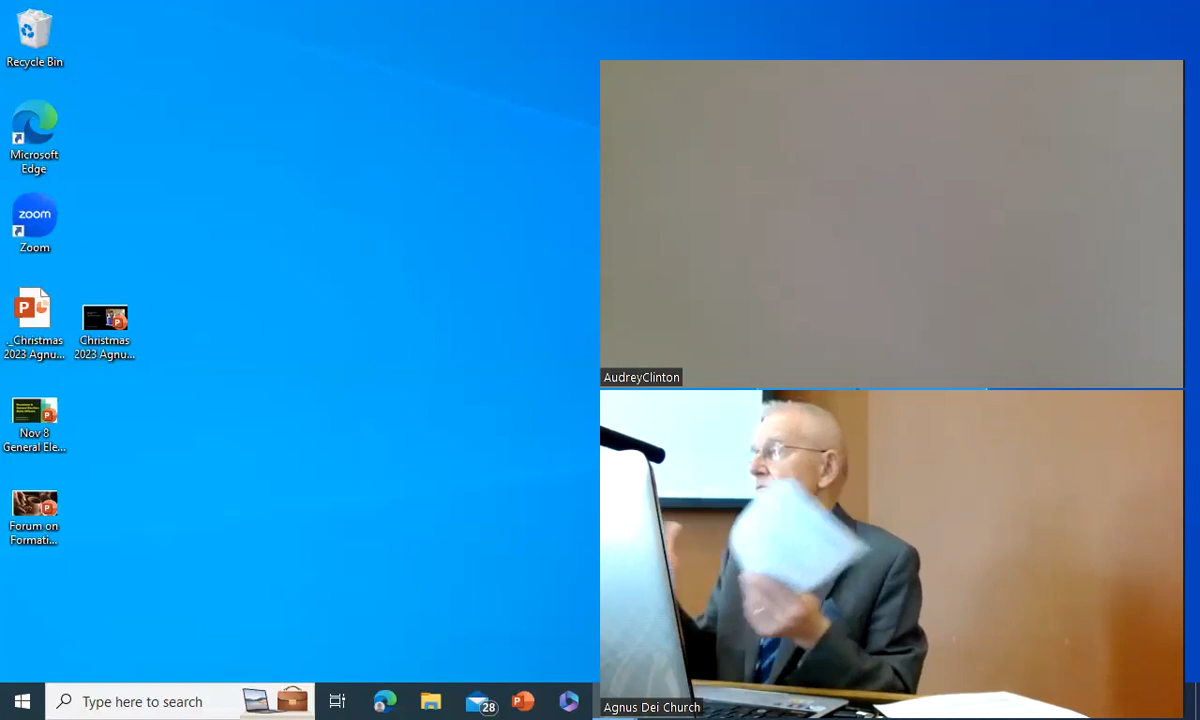 Recycle Bin
Microsoft
Edge
zoom
Zoom
._Christmas
2023 Agnu...
Christmas
2023 Agnu...
Nov 8
General Ele...
Forum on
Formati...
AudreyClinton
Agnus Dei Church
Type here to search
28